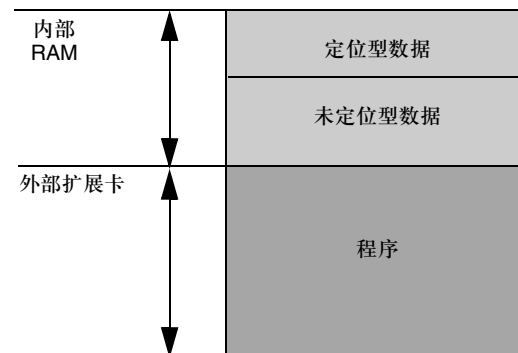 内部
RAM
定位型数据
未定位型数据
外部扩展卡
程序